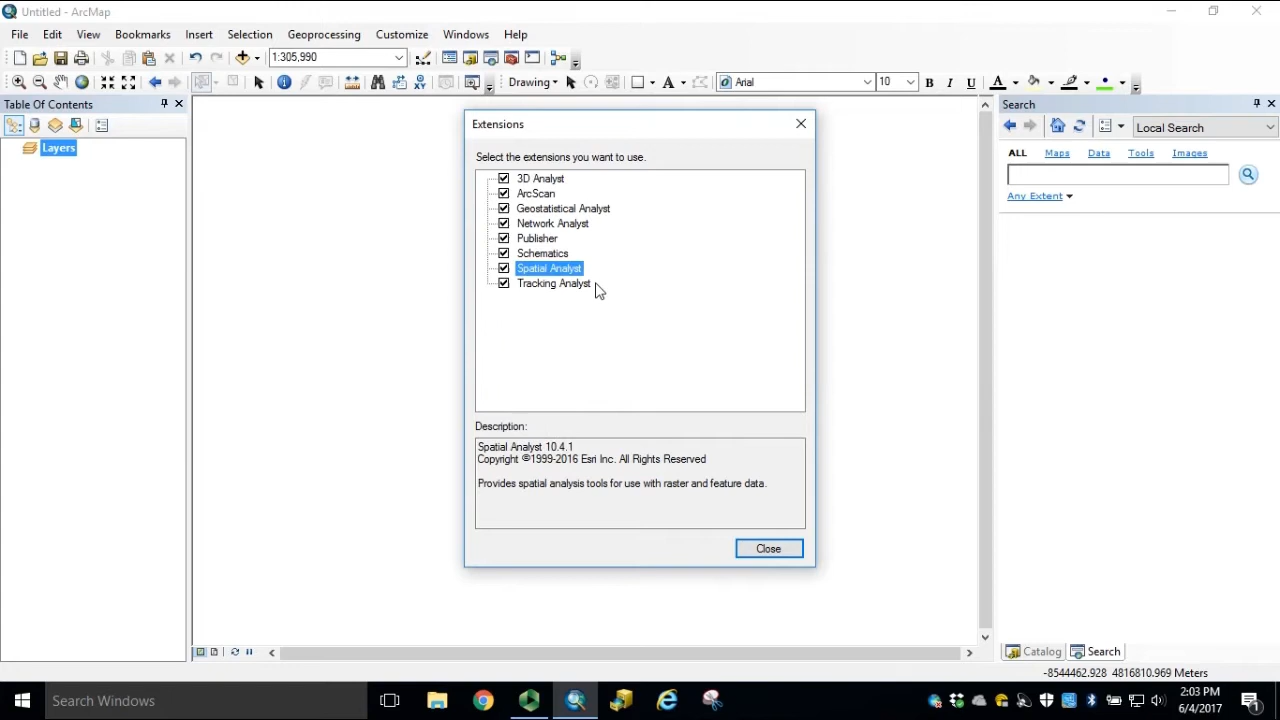 Untitled - ArcMap
File Edit View Bookmarks Insert Selection Geoprocessing Customize Windows Help
1:305,990
Drawing A Arial 10 B I U A
Table Of Contents
Layers
Extensions
Select the extensions you want to use.
3D Analyst
ArcScan
Geostatistical Analyst
Network Analyst
Publisher
Schematics
Spatial Analyst
Tracking Analyst
Description:
Spatial Analyst 10.4.1
Copyright ©1999-2016 Esri Inc. All Rights Reserved
Provides spatial analysis tools for use with raster and feature data.
Close
Search
Local Search
ALL Maps Data Tools Images
Any Extent
Catalog Search
-8544462.928 4816810.969 Meters
Search Windows
2:03 PM
6/4/2017
1